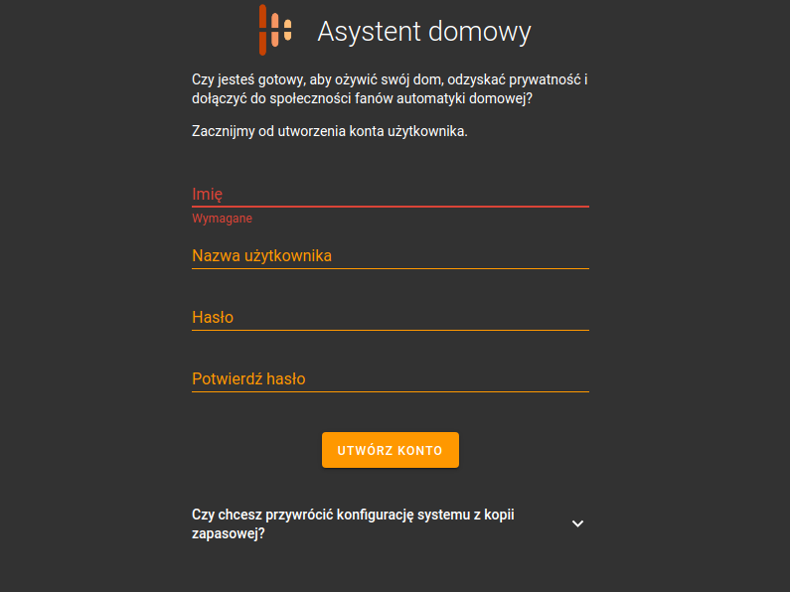 Asystent domowy
Czy jesteś gotowy, aby ożywić swój dom, odzyskać prywatność i
dołączyć do społeczności fanów automatyki domowej?
Zacznijmy od utworzenia konta użytkownika.
Imię
Wymagane
Nazwa użytkownika
Hasło
Potwierdź hasło
UTWÓRZ KONTO
Czy chcesz przywrócić konfigurację systemu z kopii
zapasowej?